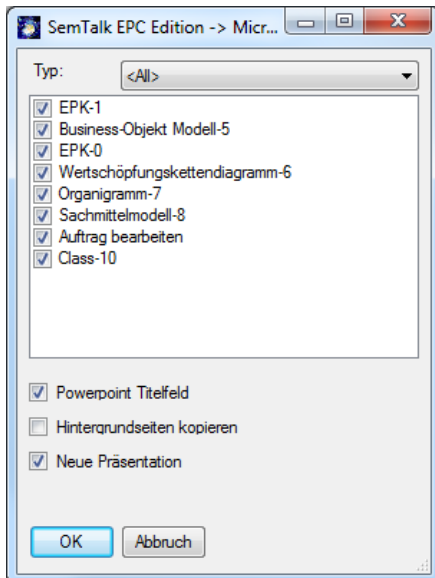 SemTalk EPC Edition -> Micr...
Typ:
<All>
EPK-1
Business-Objekt Modell-5
EPK-0
Wertschöpfungskettendiagramm-6
Organigramm-7
Sachmittelmodell-8
Auftrag bearbeiten
Class-10
Powerpoint Titelfeld
Hintergrundseiten kopieren
Neue Präsentation
OK
Abbruch